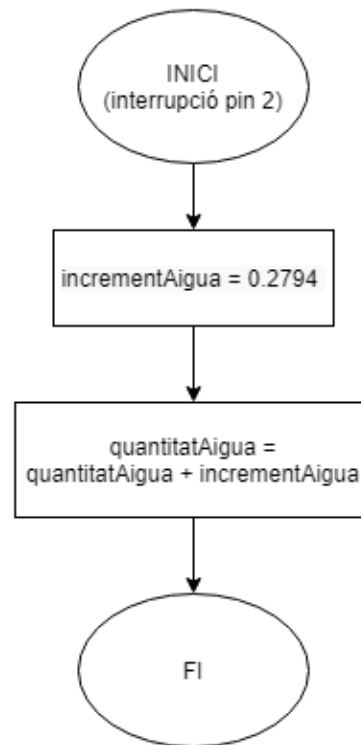 INICI
(interrupció pin 2)
incrementAigua = 0.2794
quantitatAigua =
quantitatAigua + incrementAigua
FI